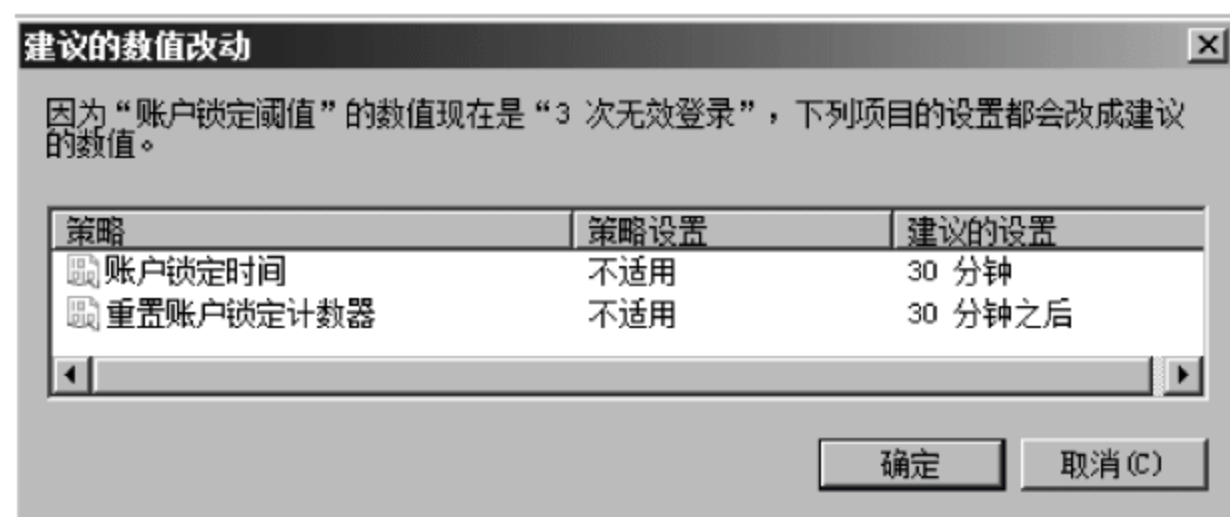 建议的数值改动
因为“账户锁定阈值”的数值现在是“3 次无效登录”，下列项目的设置都会改成建议
的数值。
策略 策略设置 建议的设置
账户锁定时间 不适用 30 分钟
重置账户锁定计数器 不适用 30 分钟之后
确定 取消(C)